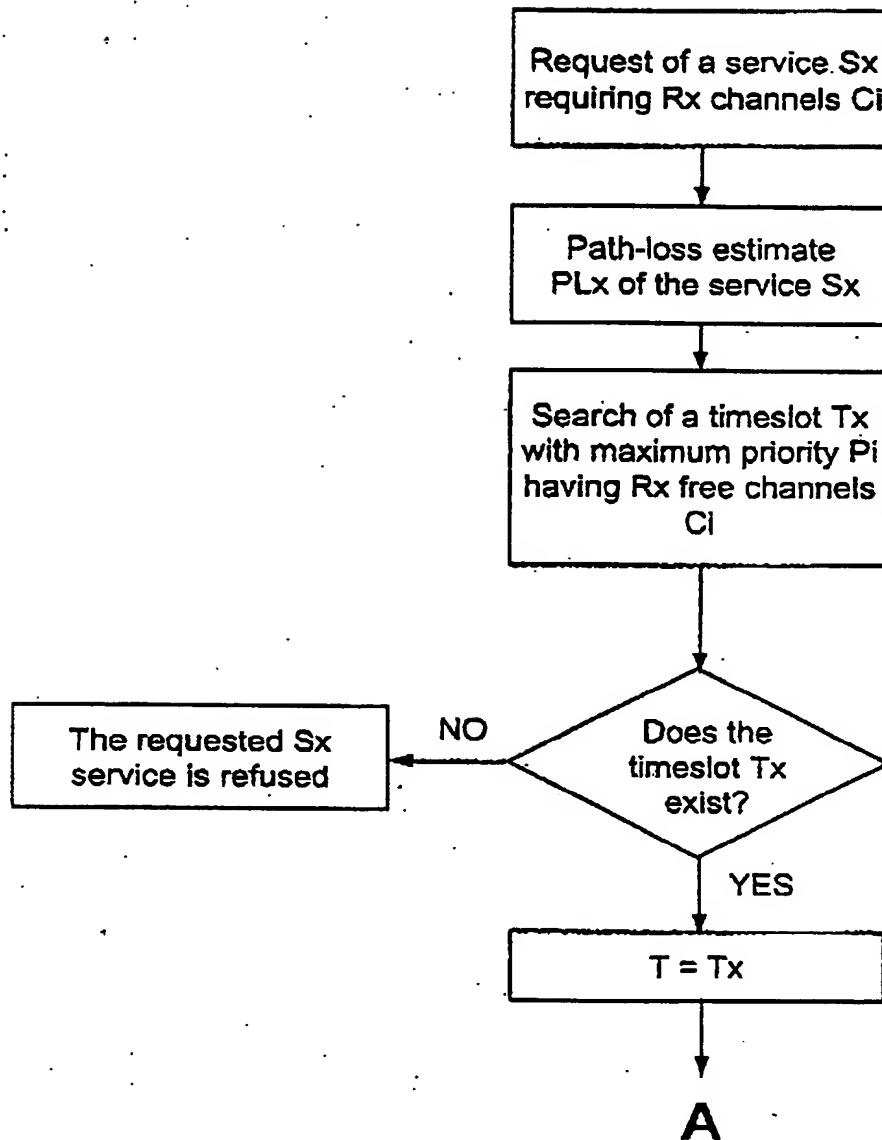 Request of a service Sx
requiring Rx channels Ci
Path-loss estimate
PLx of the service Sx
Search of a timeslot Tx
with maximum priority Pi
having Rx free channels
Ci
Does the
timeslot Tx
exist?
NO
The requested Sx
service is refused
YES
T = Tx
A